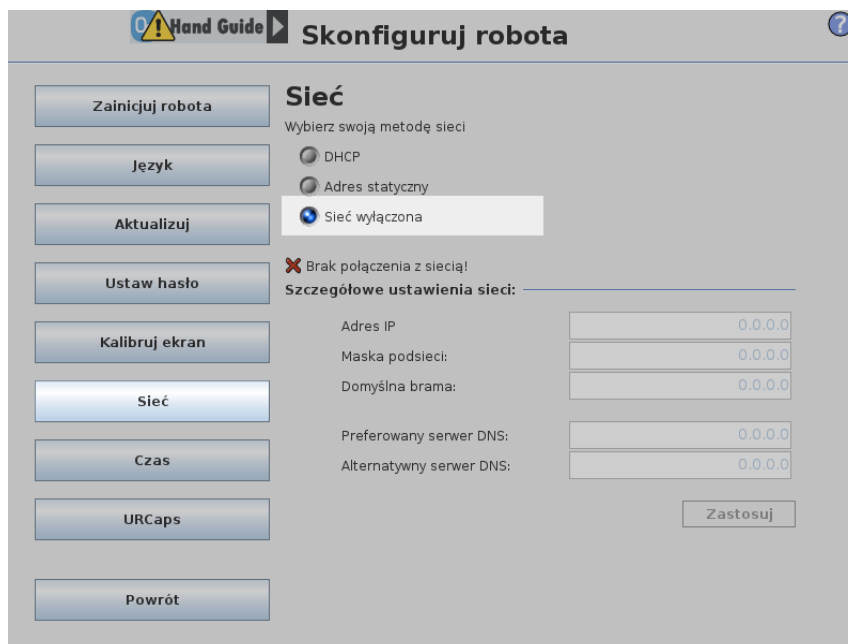 Hand Guide
Skonfiguruj robota
?
Zainicjuj robota
Język
Aktualizuj
Ustaw hasło
Kalibruj ekran
Sieć
Czas
URCaps
Powrót
Sieć
Wybierz swoją metodę sieci
DHCP
Adres statyczny
Sieć wyłączona
Brak połączenia z siecią!
Szczegółowe ustawienia sieci:
Adres IP 0.0.0.0
Maska podsieci: 0.0.0.0
Domyślna brama: 0.0.0.0
Preferowany serwer DNS: 0.0.0.0
Alternatywny serwer DNS: 0.0.0.0
Zastosuj